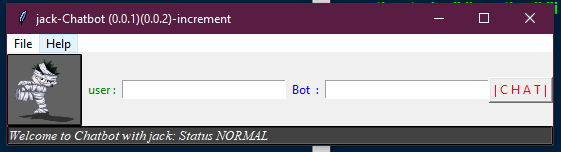 jack-Chatbot (0.0.1)(0.0.2)-increment
File Help
user : Bot : | C H A T |
Welcome to Chatbot with jack: Status NORMAL